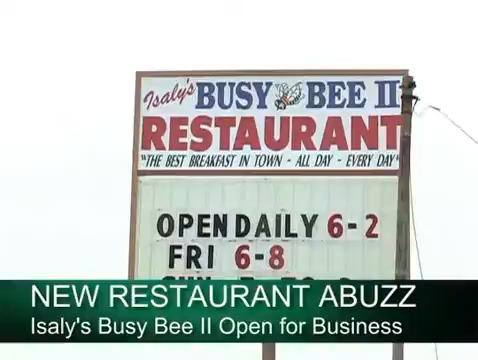 Isaly's BUSY BEE II
RESTAURANT
"THE BEST BREAKFAST IN TOWN - ALL DAY - EVERY DAY"
OPEN DAILY 6-2
FRI 6-8
NEW RESTAURANT ABUZZ
Isaly's Busy Bee II Open for Business